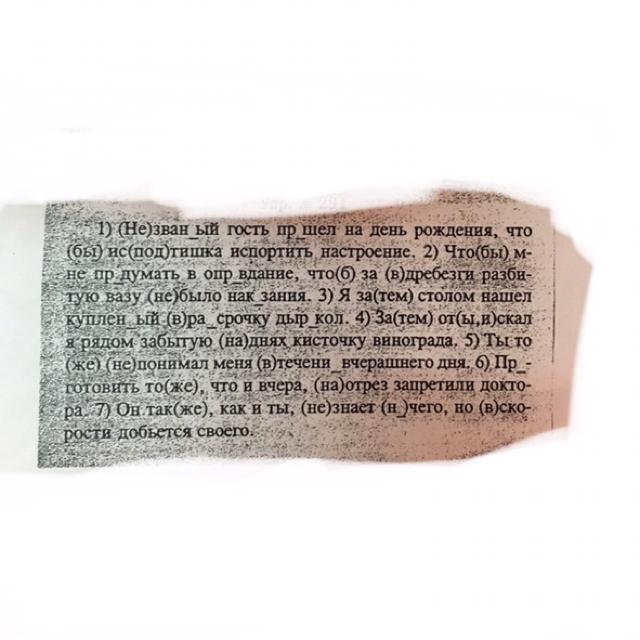 Упр. № 291
1) (Не)зван_ый гость пр_шел на день рождения, что
(бы) ис(под)тишка испортить настроение. 2) Что(бы) м-
не пр_думать в опр_вдание, что(б) за (в)дребезги разби-
тую вазу (не)было нак_зания. 3) Я за(тем) столом нашел
куплен_ый (в)ра_срочку дыр_кол. 4) За(тем) от(ы,и)скал
я рядом забытую (на)днях кисточку винограда. 5) Ты то
(же) (не)понимал меня (в)течени_вчерашнего дня. 6) Пр_-
готовить то(же), что и вчера, (на)отрез запретили докто-
ра. 7) Он так(же), как и ты, (не)знает (н_)чего, но (в)ско-
рости добьется своего.